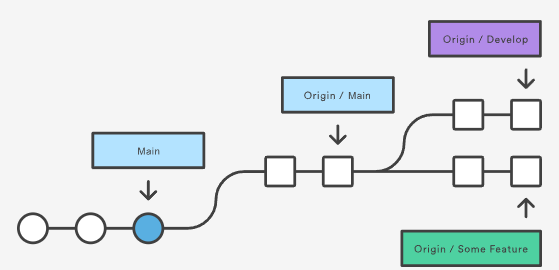 Origin / Develop
Origin / Main
Main
Origin / Some Feature